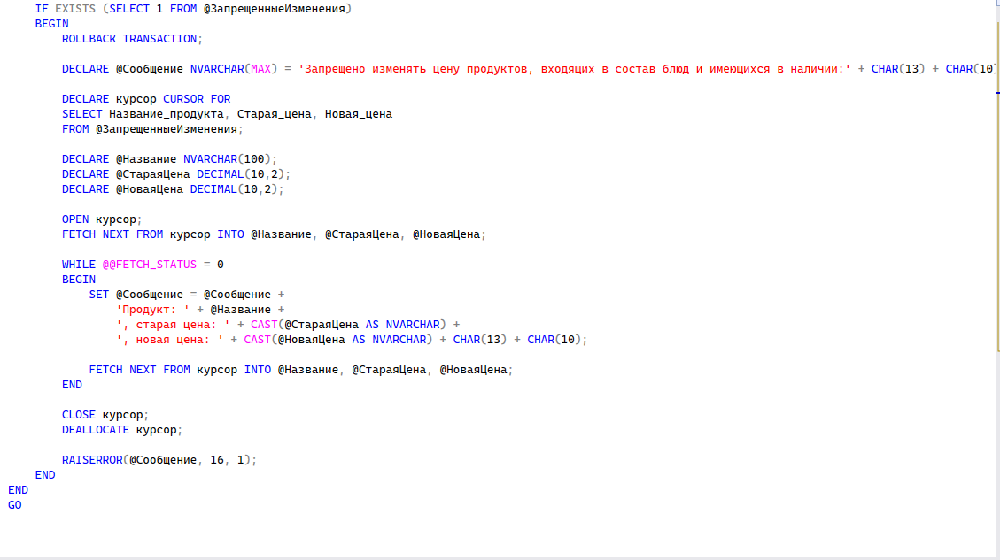 IF EXISTS (SELECT 1 FROM @ЗапрещенныеИзменения)
BEGIN
ROLLBACK TRANSACTION;
DECLARE @Сообщение NVARCHAR(MAX) = 'Запрещено изменять цену продуктов, входящих в состав блюд и имеющихся в наличии:' + CHAR(13) + CHAR(10)
DECLARE курсор CURSOR FOR
SELECT Название_продукта, Старая_цена, Новая_цена
FROM @ЗапрещенныеИзменения;
DECLARE @Название NVARCHAR(100);
DECLARE @СтараяЦена DECIMAL(10,2);
DECLARE @НоваяЦена DECIMAL(10,2);
OPEN курсор;
FETCH NEXT FROM курсор INTO @Название, @СтараяЦена, @НоваяЦена;
WHILE @@FETCH_STATUS = 0
BEGIN
SET @Сообщение = @Сообщение +
'Продукт: ' + @Название +
', старая цена: ' + CAST(@СтараяЦена AS NVARCHAR) +
', новая цена: ' + CAST(@НоваяЦена AS NVARCHAR) + CHAR(13) + CHAR(10);
FETCH NEXT FROM курсор INTO @Название, @СтараяЦена, @НоваяЦена;
END
CLOSE курсор;
DEALLOCATE курсор;
RAISERROR(@Сообщение, 16, 1);
END
END
GO